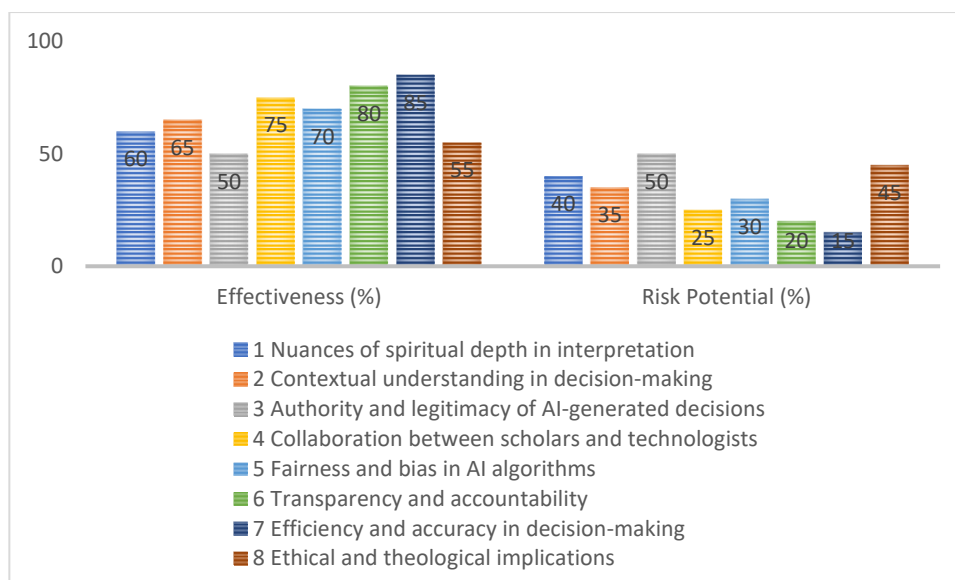 100
50
0
60
65
50
75
70
80
85
55
40
35
50
25
30
20
15
45
Effectiveness (%)
Risk Potential (%)
1 Nuances of spiritual depth in interpretation
2 Contextual understanding in decision-making
3 Authority and legitimacy of AI-generated decisions
4 Collaboration between scholars and technologists
5 Fairness and bias in AI algorithms
6 Transparency and accountability
7 Efficiency and accuracy in decision-making
8 Ethical and theological implications